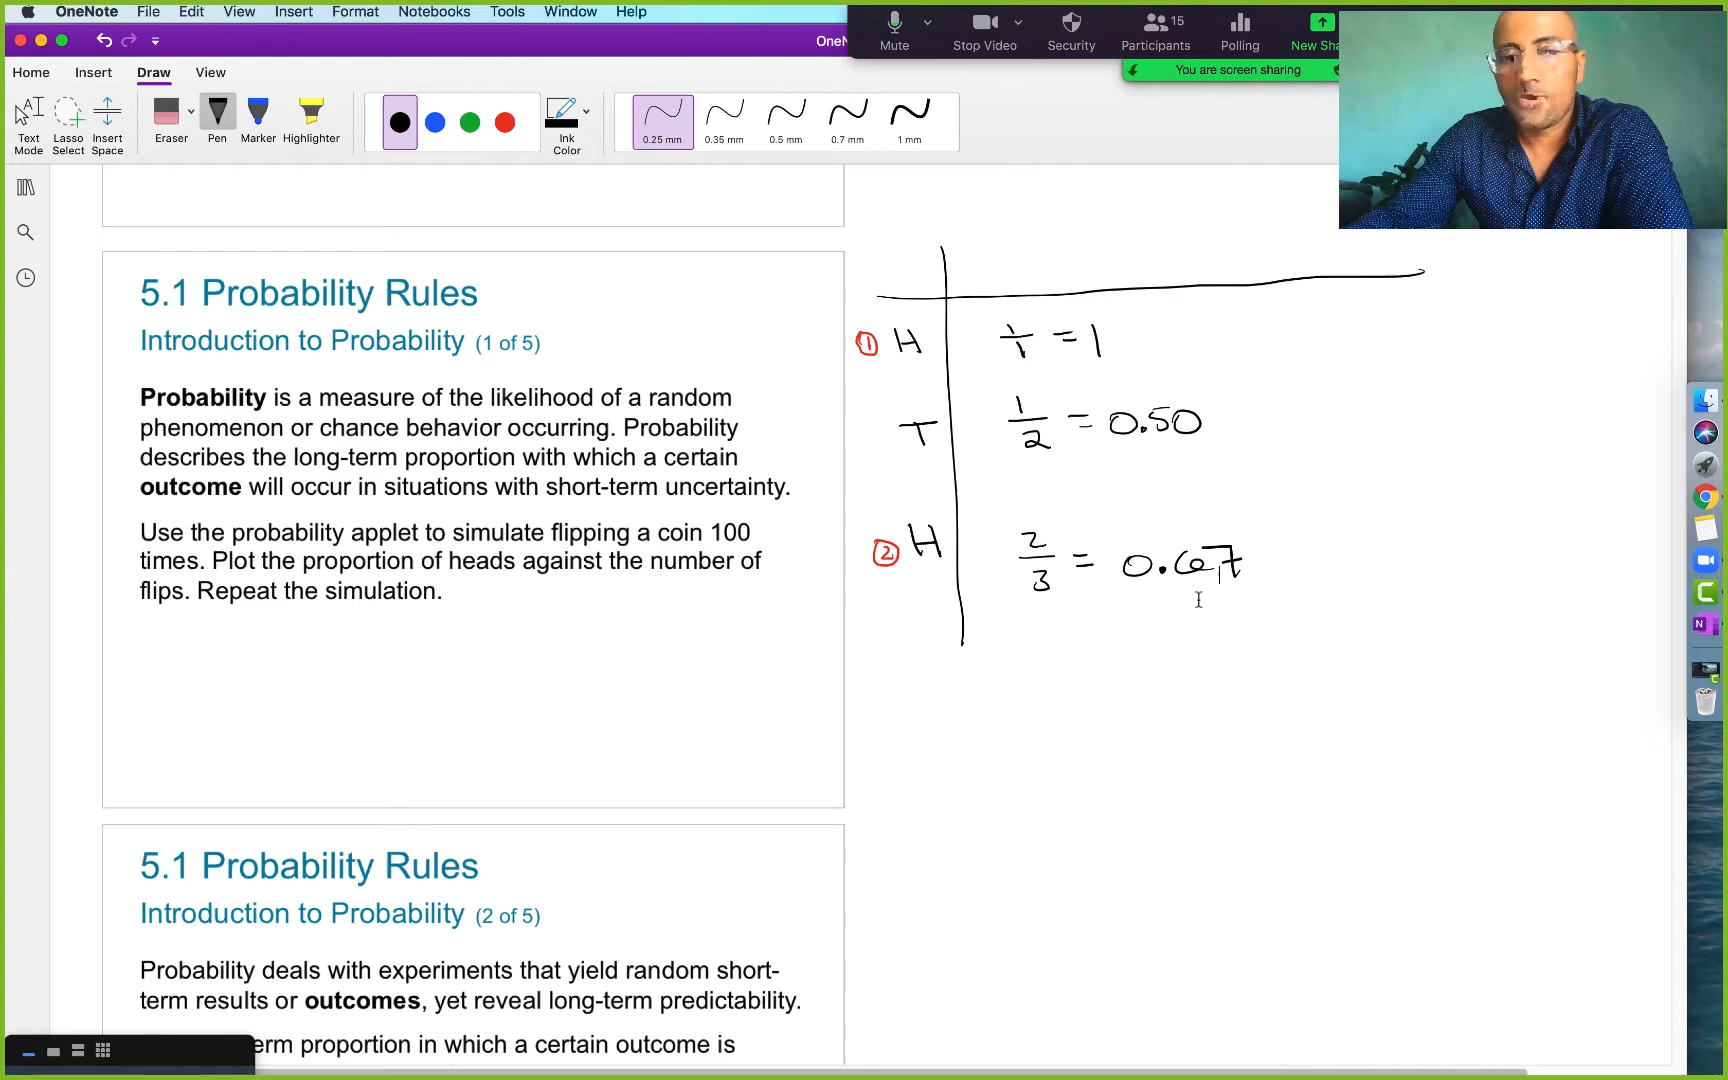 OneNote File Edit View Insert Format Notebooks Tools Window Help
OneN
Mute Stop Video Security Participants 15 Polling New Sha
You are screen sharing
Home Insert Draw View
Text Mode
Lasso Select
Insert Space
Eraser
Pen
Marker
Highlighter
Ink Color
0.25 mm 0.35 mm 0.5 mm 0.7 mm 1 mm
5.1 Probability Rules
Introduction to Probability (1 of 5)
Probability is a measure of the likelihood of a random
phenomenon or chance behavior occurring. Probability
describes the long-term proportion with which a certain
outcome will occur in situations with short-term uncertainty.
Use the probability applet to simulate flipping a coin 100
times. Plot the proportion of heads against the number of
flips. Repeat the simulation.
① H 1/1 = 1
T 1/2 = 0.50
② H 2/3 = 0.67
5.1 Probability Rules
Introduction to Probability (2 of 5)
Probability deals with experiments that yield random short-
term results or outcomes, yet reveal long-term predictability.
erm proportion in which a certain outcome is